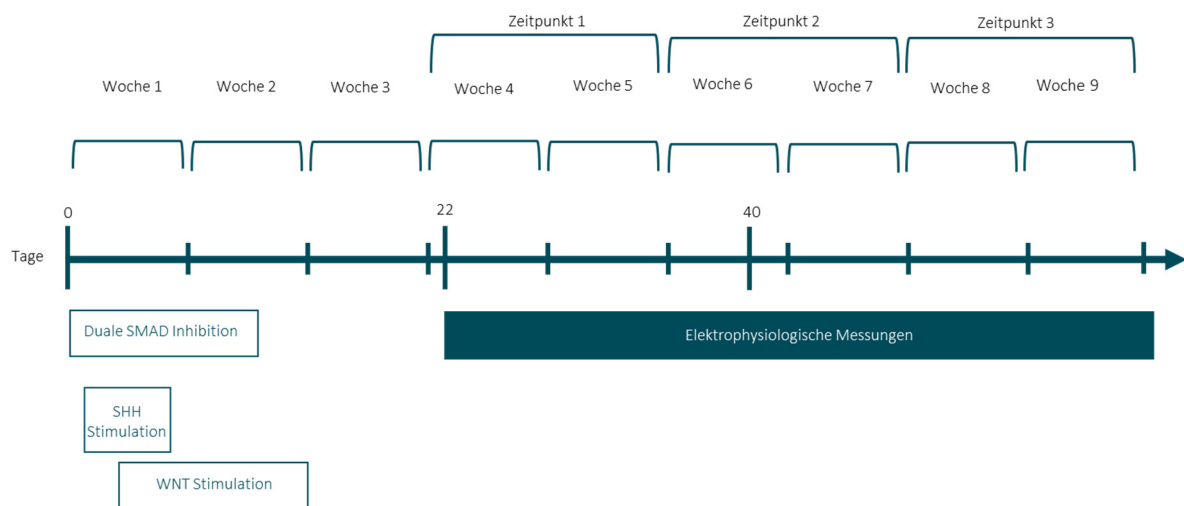 Zeitpunkt 1
Zeitpunkt 2
Zeitpunkt 3
Woche 1
Woche 2
Woche 3
Woche 4
Woche 5
Woche 6
Woche 7
Woche 8
Woche 9
0
22
40
Tage
Duale SMAD Inhibition
Elektrophysiologische Messungen
SHH
Stimulation
WNT Stimulation